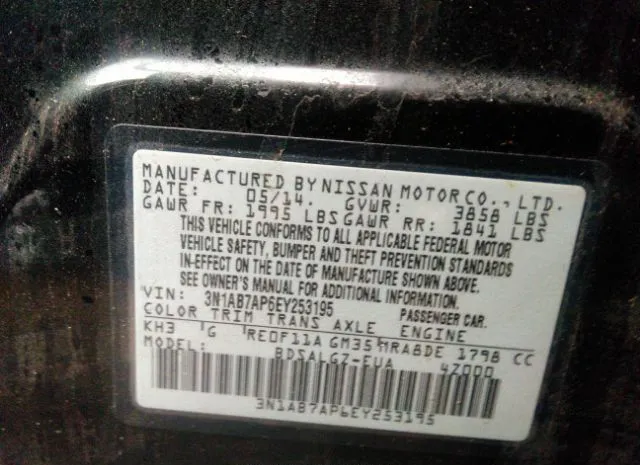 MANUFACTURED BY NISSAN MOTOR CO., LTD.
DATE: 05/14. GVWR: 3858 LBS
GAWR FR: 1995 LBS GAWR RR: 1841 LBS
THIS VEHICLE CONFORMS TO ALL APPLICABLE FEDERAL MOTOR
VEHICLE SAFETY, BUMPER AND THEFT PREVENTION STANDARDS
IN-EFFECT ON THE DATE OF MANUFACTURE SHOWN ABOVE.
SEE OWNER'S MANUAL FOR ADDITIONAL INFORMATION.
VIN: 3N1AB7AP6EY253195 PASSENGER CAR.
COLOR TRIM TRANS AXLE ENGINE
KH3 G RE0F11A GM35 MRA8DE 1798 CC
MODEL: BDSALGZ-EUA 4Z000
3N1AB7AP6EY253195